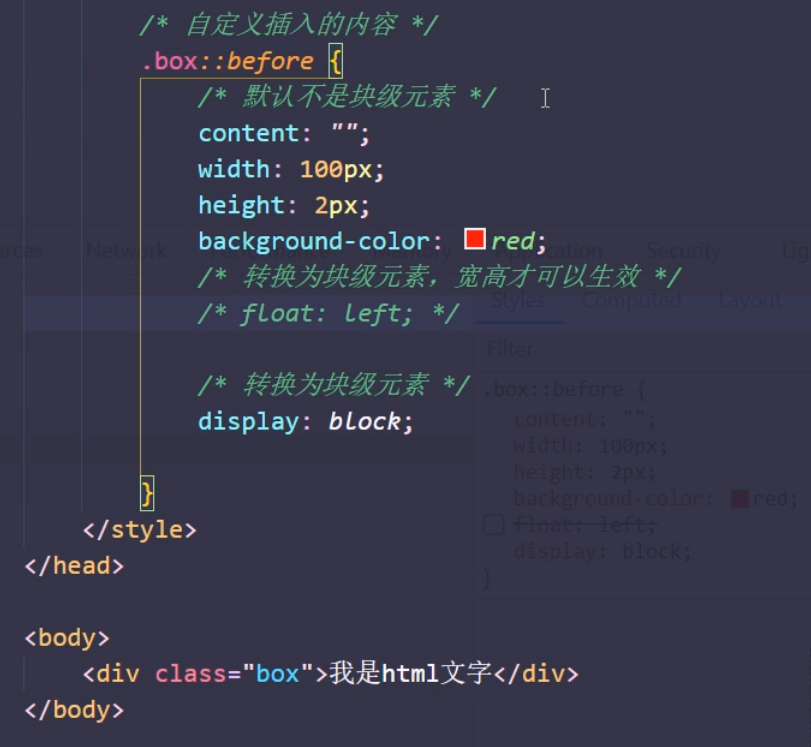 /* 自定义插入的内容 */
.box::before {
/* 默认不是块级元素 */
content: "";
width: 100px;
height: 2px;
background-color: red;
/* 转换为块级元素，宽高才可以生效 */
/* float: left; */
/* 转换为块级元素 */
display: block;
}
</style>
</head>
<body>
<div class="box">我是html文字</div>
</body>
Network Memory Application Security
Styles Computed Layout
Filter
.box::before {
content: "";
width: 100px;
height: 2px;
background-color: red;
float: left;
display: block;
}